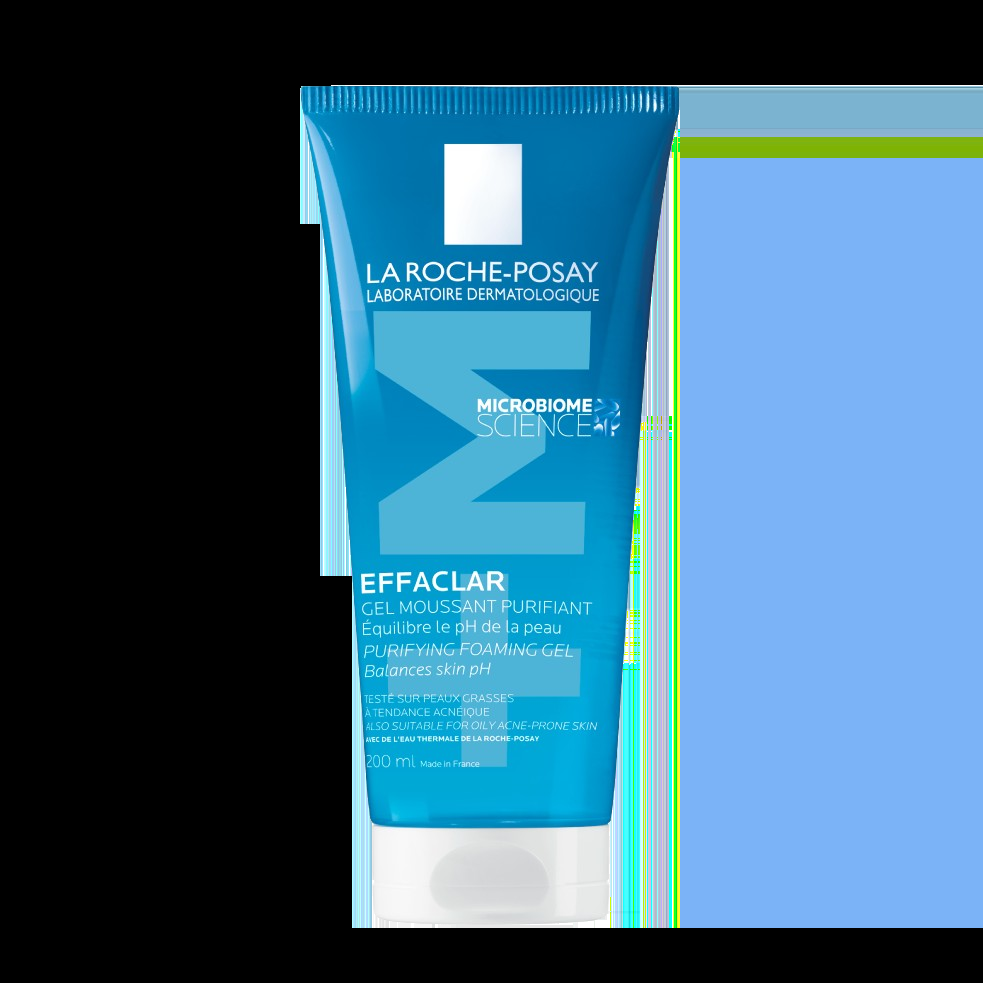 LA ROCHE-POSAY
LABORATOIRE DERMATOLOGIQUE
M
MICROBIOME
SCIENCE
EFFACLAR
GEL MOUSSANT PURIFIANT
Équilibre le pH de la peau
PURIFYING FOAMING GEL
Balances skin pH
TESTÉ SUR PEAUX GRASSES
À TENDANCE ACNÉIQUE
ALSO SUITABLE FOR OILY ACNE-PRONE SKIN
AVEC DE L'EAU THERMALE DE LA ROCHE-POSAY
200 ml Made in France